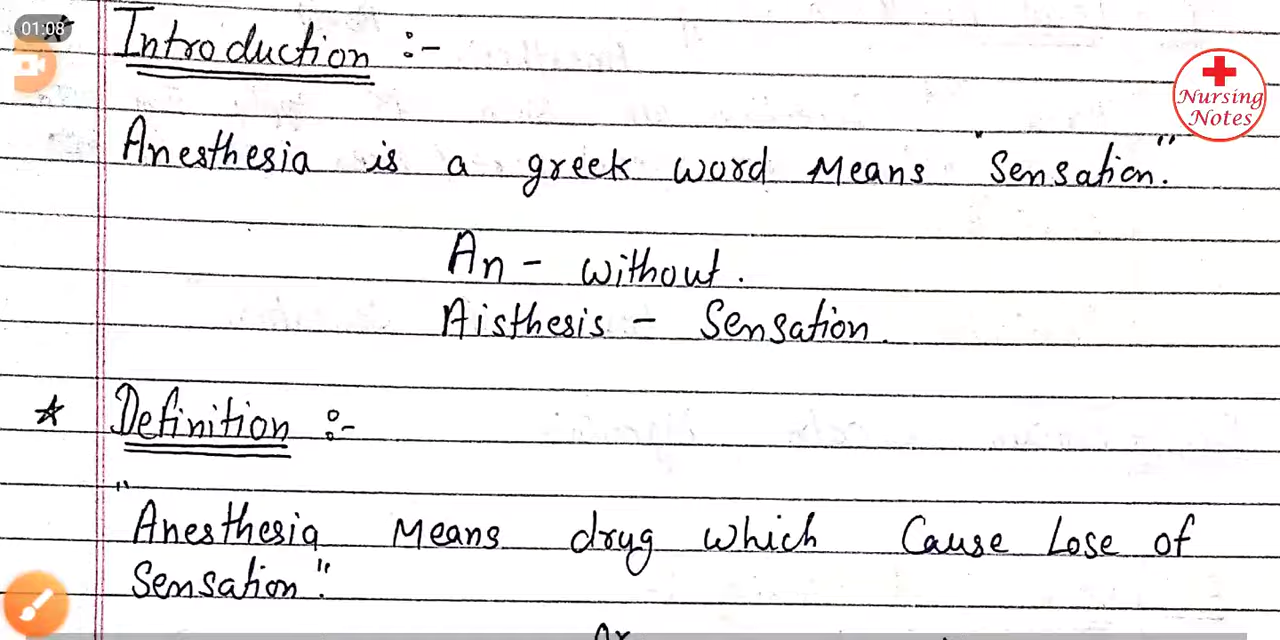 01:08
Introduction :-
Nursing
Notes
Anesthesia is a greek word Means "Sensation."
An - without.
Aisthesis - Sensation.
Definition :-
"Anesthesia Means drug which Cause Lose of
Sensation".